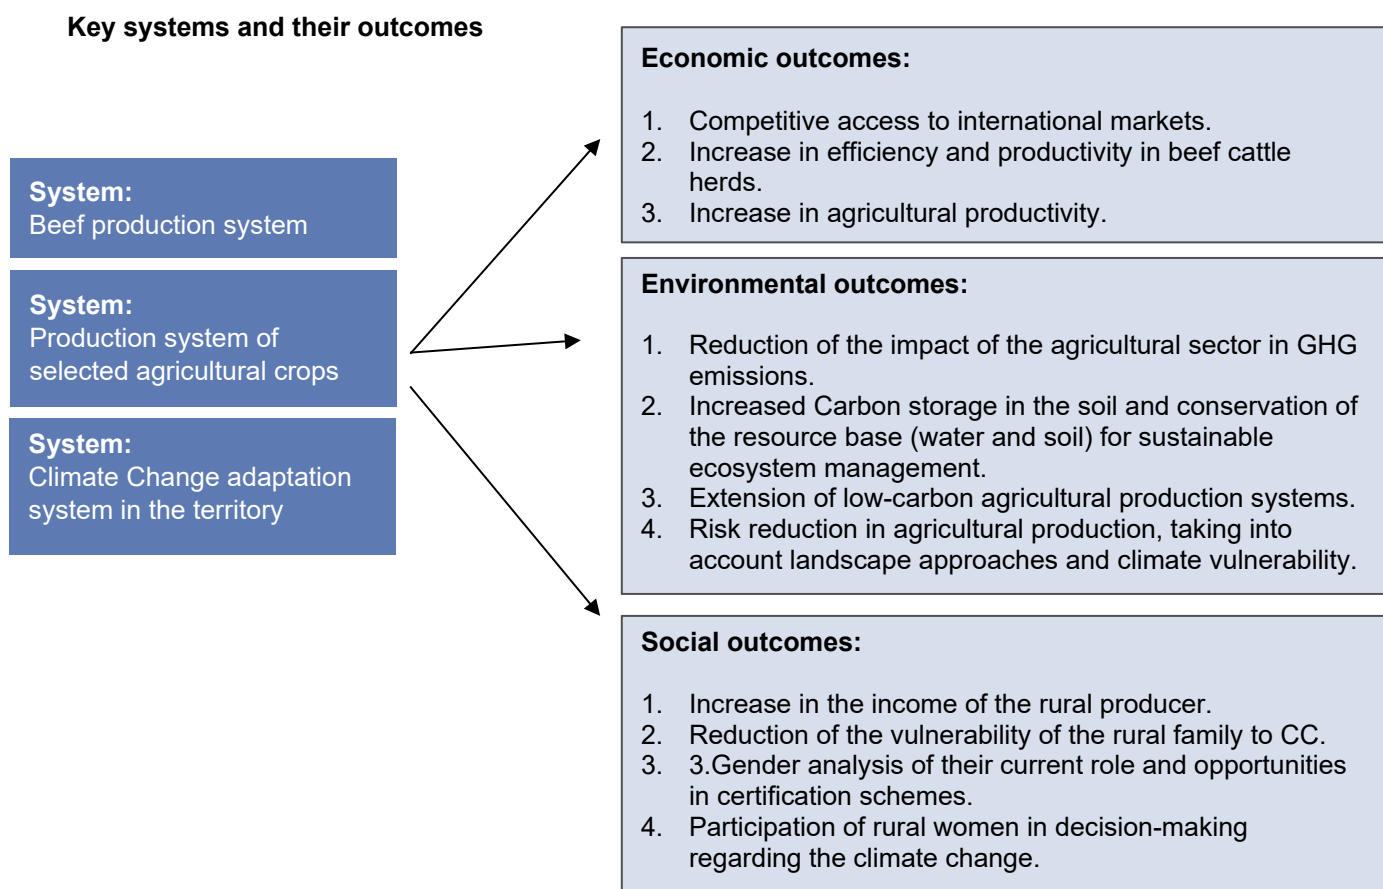 Key systems and their outcomes
System:
Beef production system
System:
Production system of
selected agricultural crops
System:
Climate Change adaptation
system in the territory
Economic outcomes:
1. Competitive access to international markets.
2. Increase in efficiency and productivity in beef cattle
herds.
3. Increase in agricultural productivity.
Environmental outcomes:
1. Reduction of the impact of the agricultural sector in GHG
emissions.
2. Increased Carbon storage in the soil and conservation of
the resource base (water and soil) for sustainable
ecosystem management.
3. Extension of low-carbon agricultural production systems.
4. Risk reduction in agricultural production, taking into
account landscape approaches and climate vulnerability.
Social outcomes:
1. Increase in the income of the rural producer.
2. Reduction of the vulnerability of the rural family to CC.
3. 3.Gender analysis of their current role and opportunities
in certification schemes.
4. Participation of rural women in decision-making
regarding the climate change.